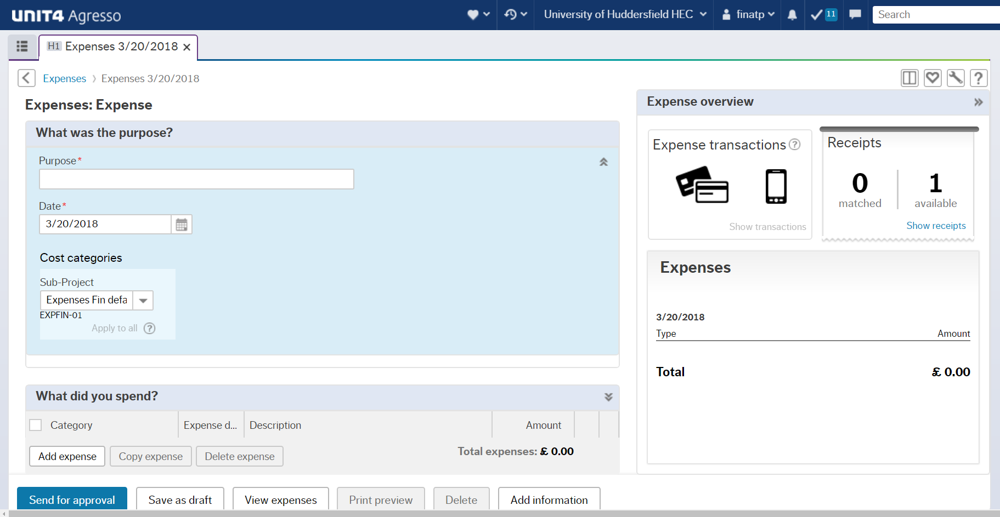 UNIT4 Agresso
University of Huddersfield HEC
finatp
11
Search
H1 Expenses 3/20/2018
Expenses
Expenses 3/20/2018
Expenses: Expense
What was the purpose?
Purpose*
Date*
3/20/2018
Cost categories
Sub-Project
Expenses Fin defa
EXPFIN-01
Apply to all ?
What did you spend?
Category Expense d... Description Amount
Add expense Copy expense Delete expense
Total expenses: £ 0.00
Send for approval Save as draft View expenses Print preview Delete Add information
?
Expense overview
Expense transactions ?
Show transactions
Receipts
0 1
matched available
Show receipts
Expenses
3/20/2018
Type Amount
Total £ 0.00